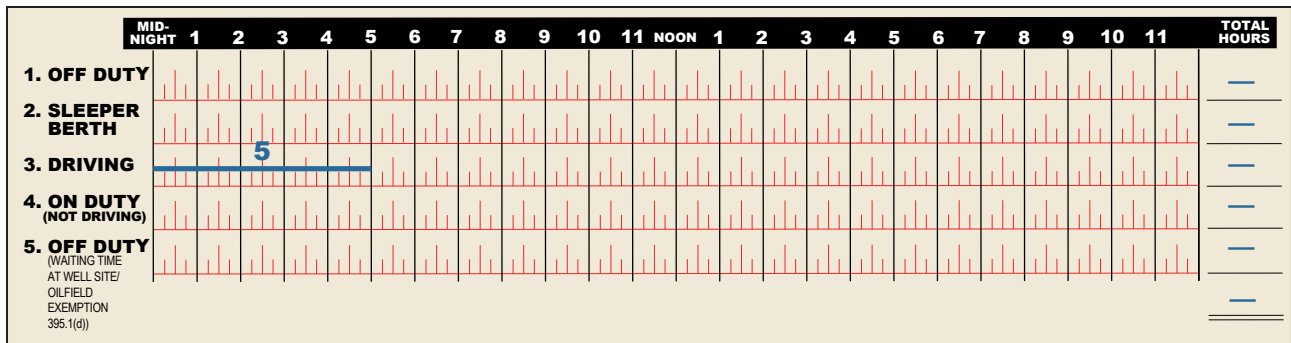 MID-NIGHT 1 2 3 4 5 6 7 8 9 10 11 NOON 1 2 3 4 5 6 7 8 9 10 11 TOTAL HOURS
1. OFF DUTY —
2. SLEEPER BERTH —
5
3. DRIVING —
4. ON DUTY —
(NOT DRIVING)
5. OFF DUTY —
(WAITING TIME
AT WELL SITE/
OILFIELD —
EXEMPTION
395.1(d))